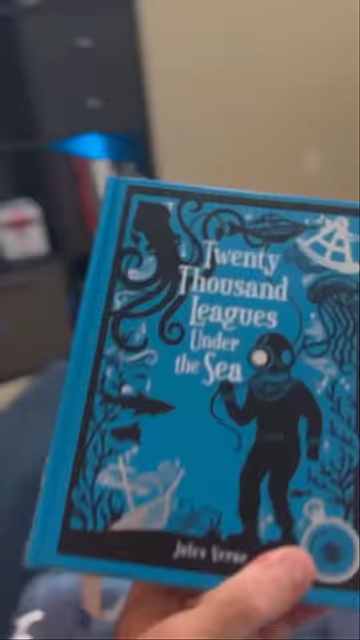 Twenty
Thousand
Leagues
Under
the Sea
Jules Verne